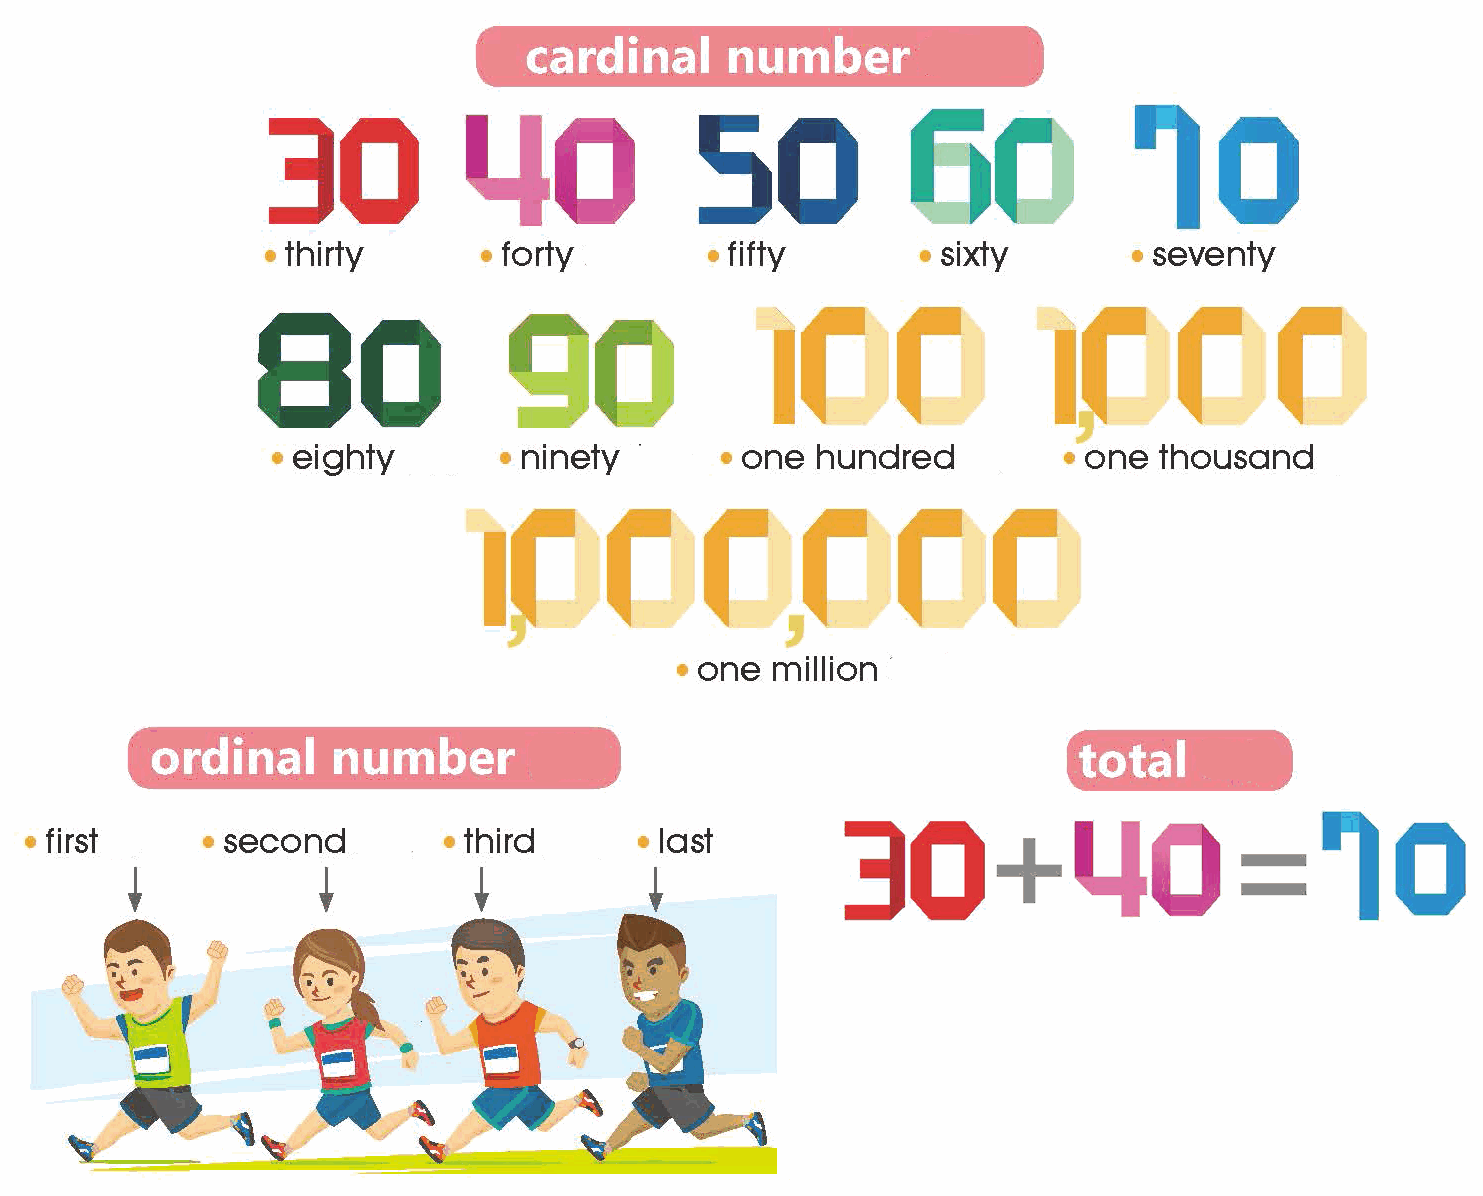 cardinal number
30 40 50 60 70
• thirty • forty • fifty • sixty • seventy
80 90 100 1,000
• eighty • ninety • one hundred • one thousand
1,000,000
• one million
ordinal number
• first • second • third • last
total
30+40=70